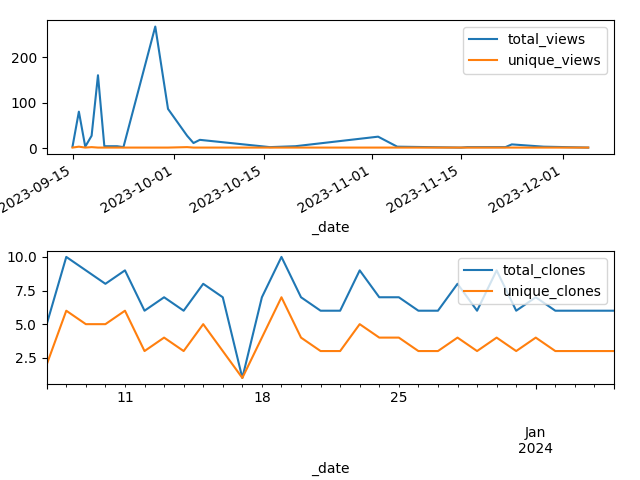 total_views
unique_views
200
100
0
2023-09-15
2023-10-01
2023-10-15
2023-11-01
2023-11-15
2023-12-01
_date
total_clones
unique_clones
10.0
7.5
5.0
2.5
11
18
25
Jan
2024
_date